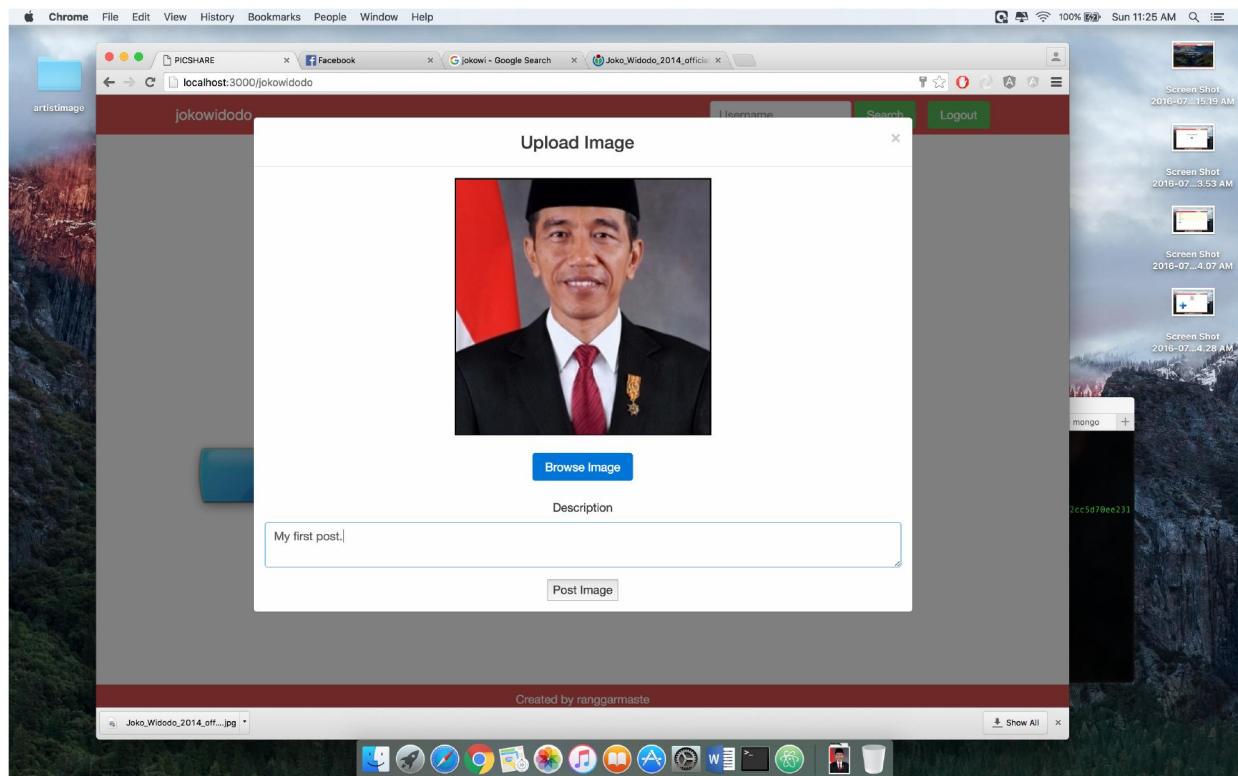 Chrome File Edit View History Bookmarks People Window Help 100% Sun 11:25 AM
PICSHARE
Facebook
jokowi - Google Search
Joko_Widodo_2014_official
localhost:3000/jokowidodo
artistimage
Screen Shot
2016-07...15.19 AM
jokowidodo
Username
Search
Logout
Upload Image
Screen Shot
2016-07...3.53 AM
Screen Shot
2016-07...4.07 AM
Screen Shot
2016-07...4.28 AM
mongo
Browse Image
Description
2cc5d70ee231
My first post.
Post Image
Created by ranggarmaste
Joko_Widodo_2014_off....jpg
Show All